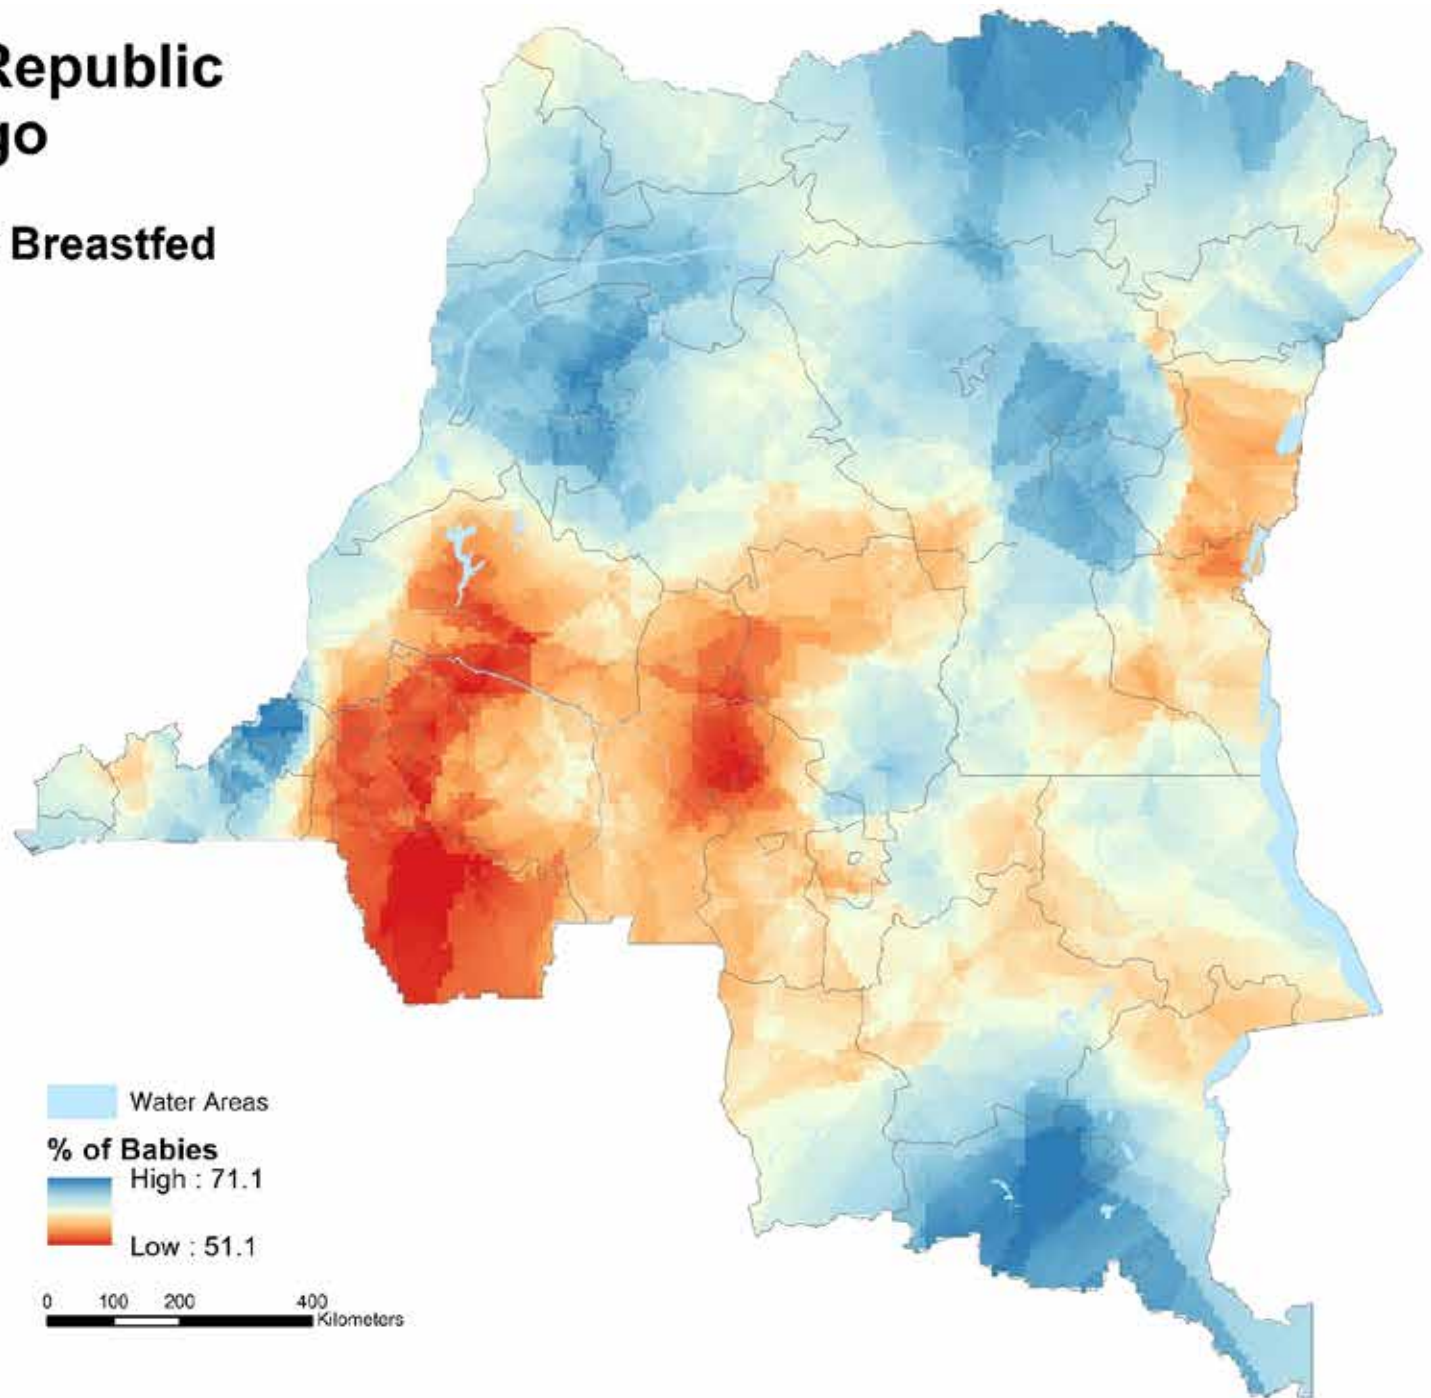 Republic
go
Breastfed
Water Areas
% of Babies
High : 71.1
Low : 51.1
0 100 200 400
Kilometers